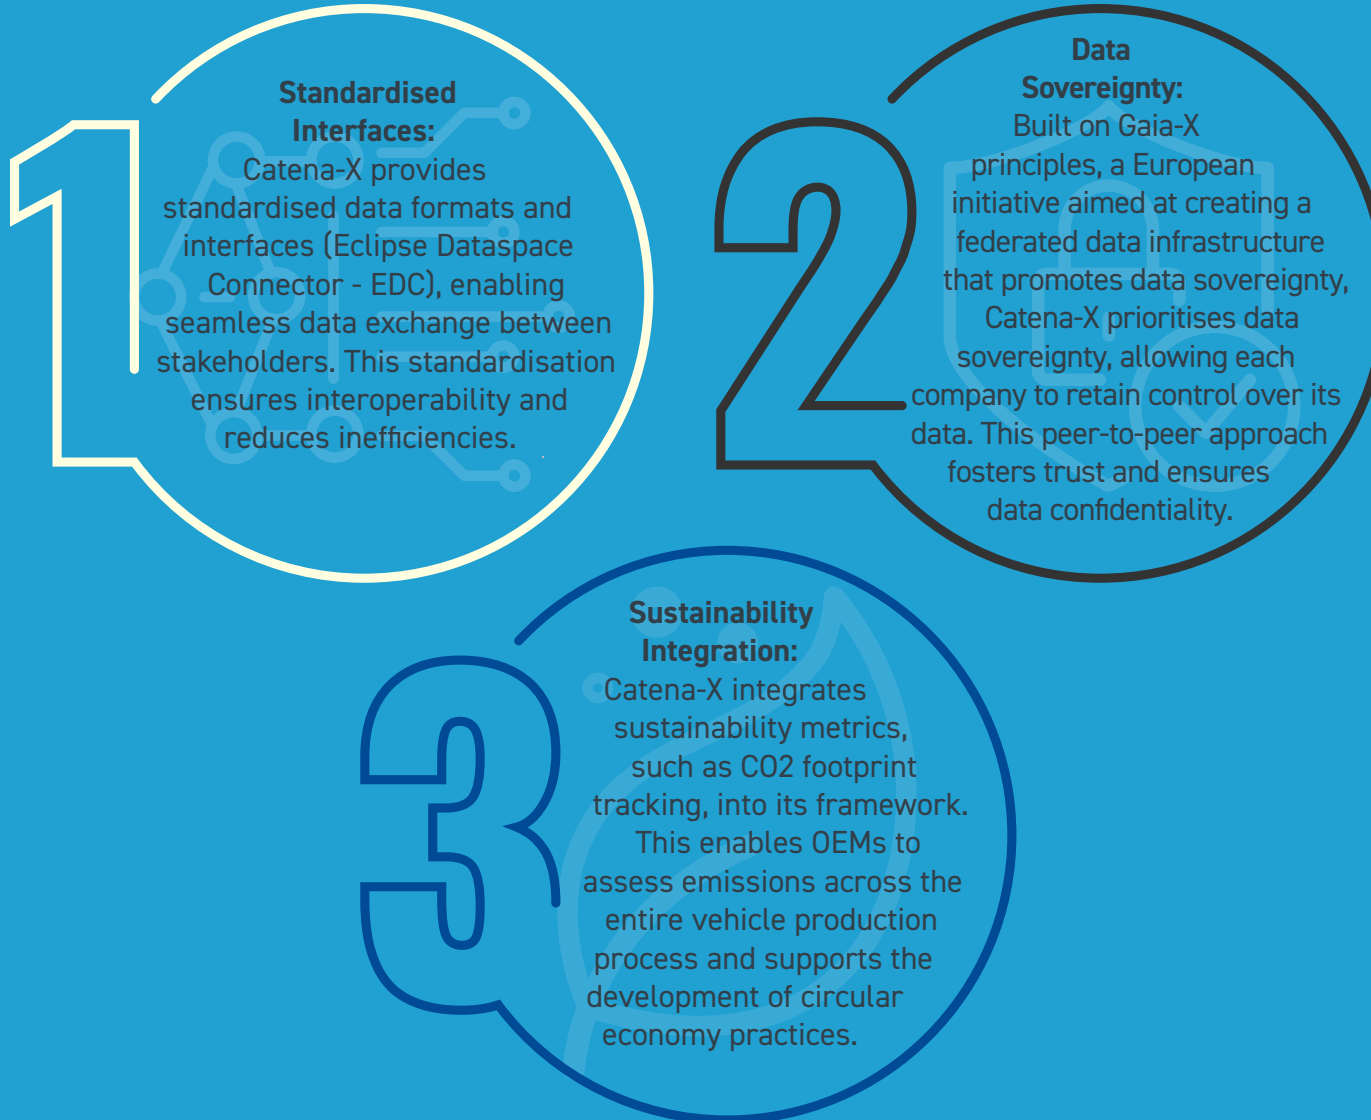 1
Standardised
Interfaces:
Catena-X provides
standardised data formats and
interfaces (Eclipse Dataspace
Connector - EDC), enabling
seamless data exchange between
stakeholders. This standardisation
ensures interoperability and
reduces inefficiencies.
2
Data
Sovereignty:
Built on Gaia-X
principles, a European
initiative aimed at creating a
federated data infrastructure
that promotes data sovereignty,
Catena-X prioritises data
sovereignty, allowing each
company to retain control over its
data. This peer-to-peer approach
fosters trust and ensures
data confidentiality.
3
Sustainability
Integration:
Catena-X integrates
sustainability metrics,
such as CO2 footprint
tracking, into its framework.
This enables OEMs to
assess emissions across the
entire vehicle production
process and supports the
development of circular
economy practices.